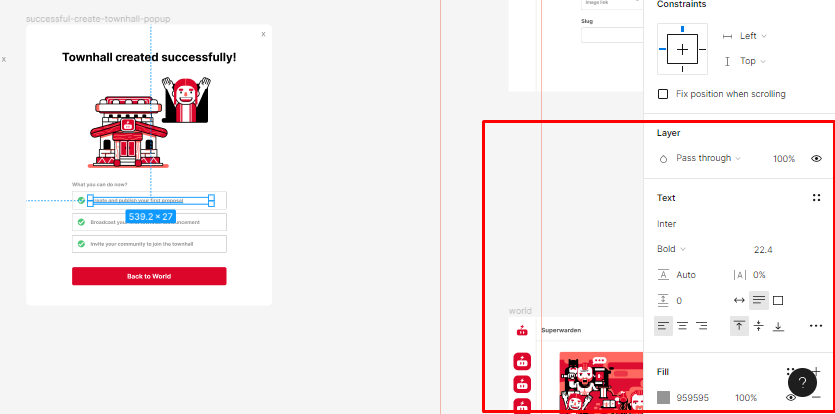 successful-create-townhall-popup
x
x
Townhall created successfully!
What you can do now?
Create and publish your first proposal
539.2 × 27
Broadcast your
uncement
Invite your community to join the townhall
Back to World
Image link
Slug
world
Superwarden
Constraints
Left
Top
Fix position when scrolling
Layer
Pass through
100%
Text
Inter
Bold
22.4
Auto
0%
0
Fill
959595
100%
?